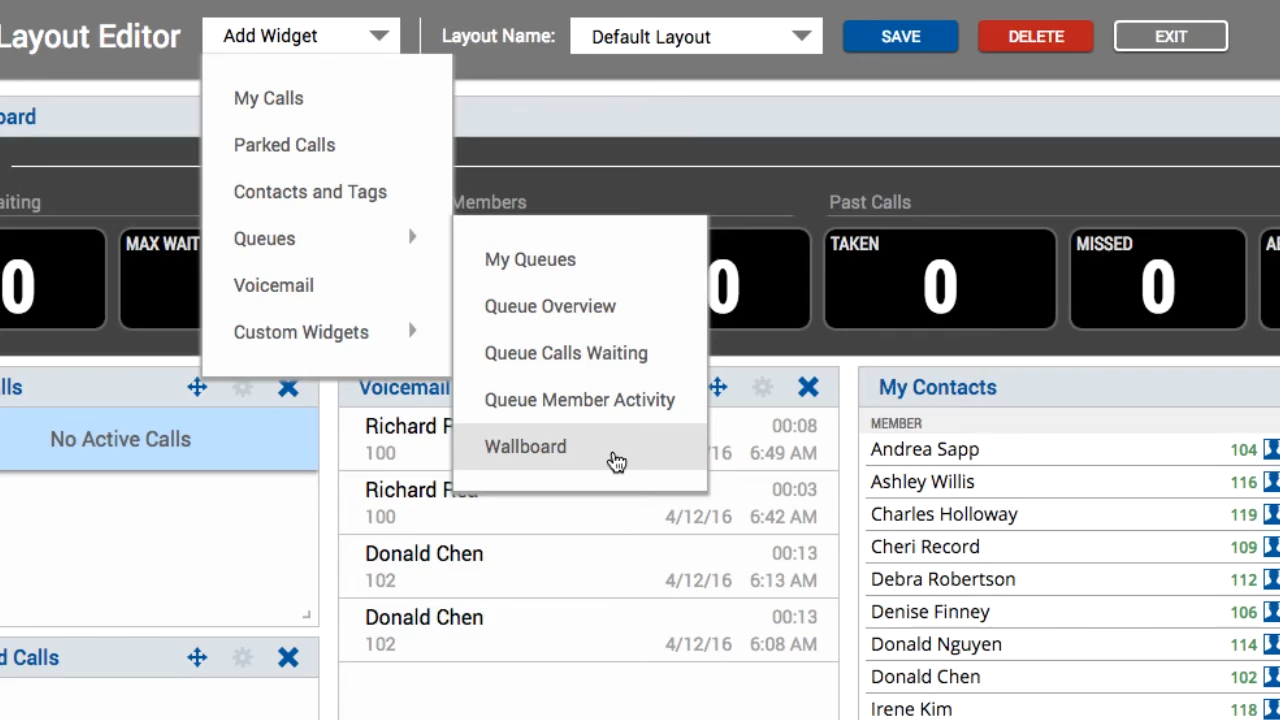 Layout Editor
Add Widget
Layout Name:
Default Layout
SAVE
DELETE
EXIT
My Calls
Parked Calls
Contacts and Tags
Queues
Voicemail
Custom Widgets
My Queues
Queue Overview
Queue Calls Waiting
Queue Member Activity
Wallboard
oard
aiting
Members
Past Calls
0
MAX WAIT
0
TAKEN
0
MISSED
0
lls
No Active Calls
d Calls
Voicemail
Richard R
00:08
100
16 6:49 AM
Richard Red
00:03
100
4/12/16 6:42 AM
Donald Chen
00:13
102
4/12/16 6:13 AM
Donald Chen
00:13
102
4/12/16 6:08 AM
My Contacts
MEMBER
Andrea Sapp 104
Ashley Willis 116
Charles Holloway 119
Cheri Record 109
Debra Robertson 112
Denise Finney 106
Donald Nguyen 114
Donald Chen 102
Irene Kim 118